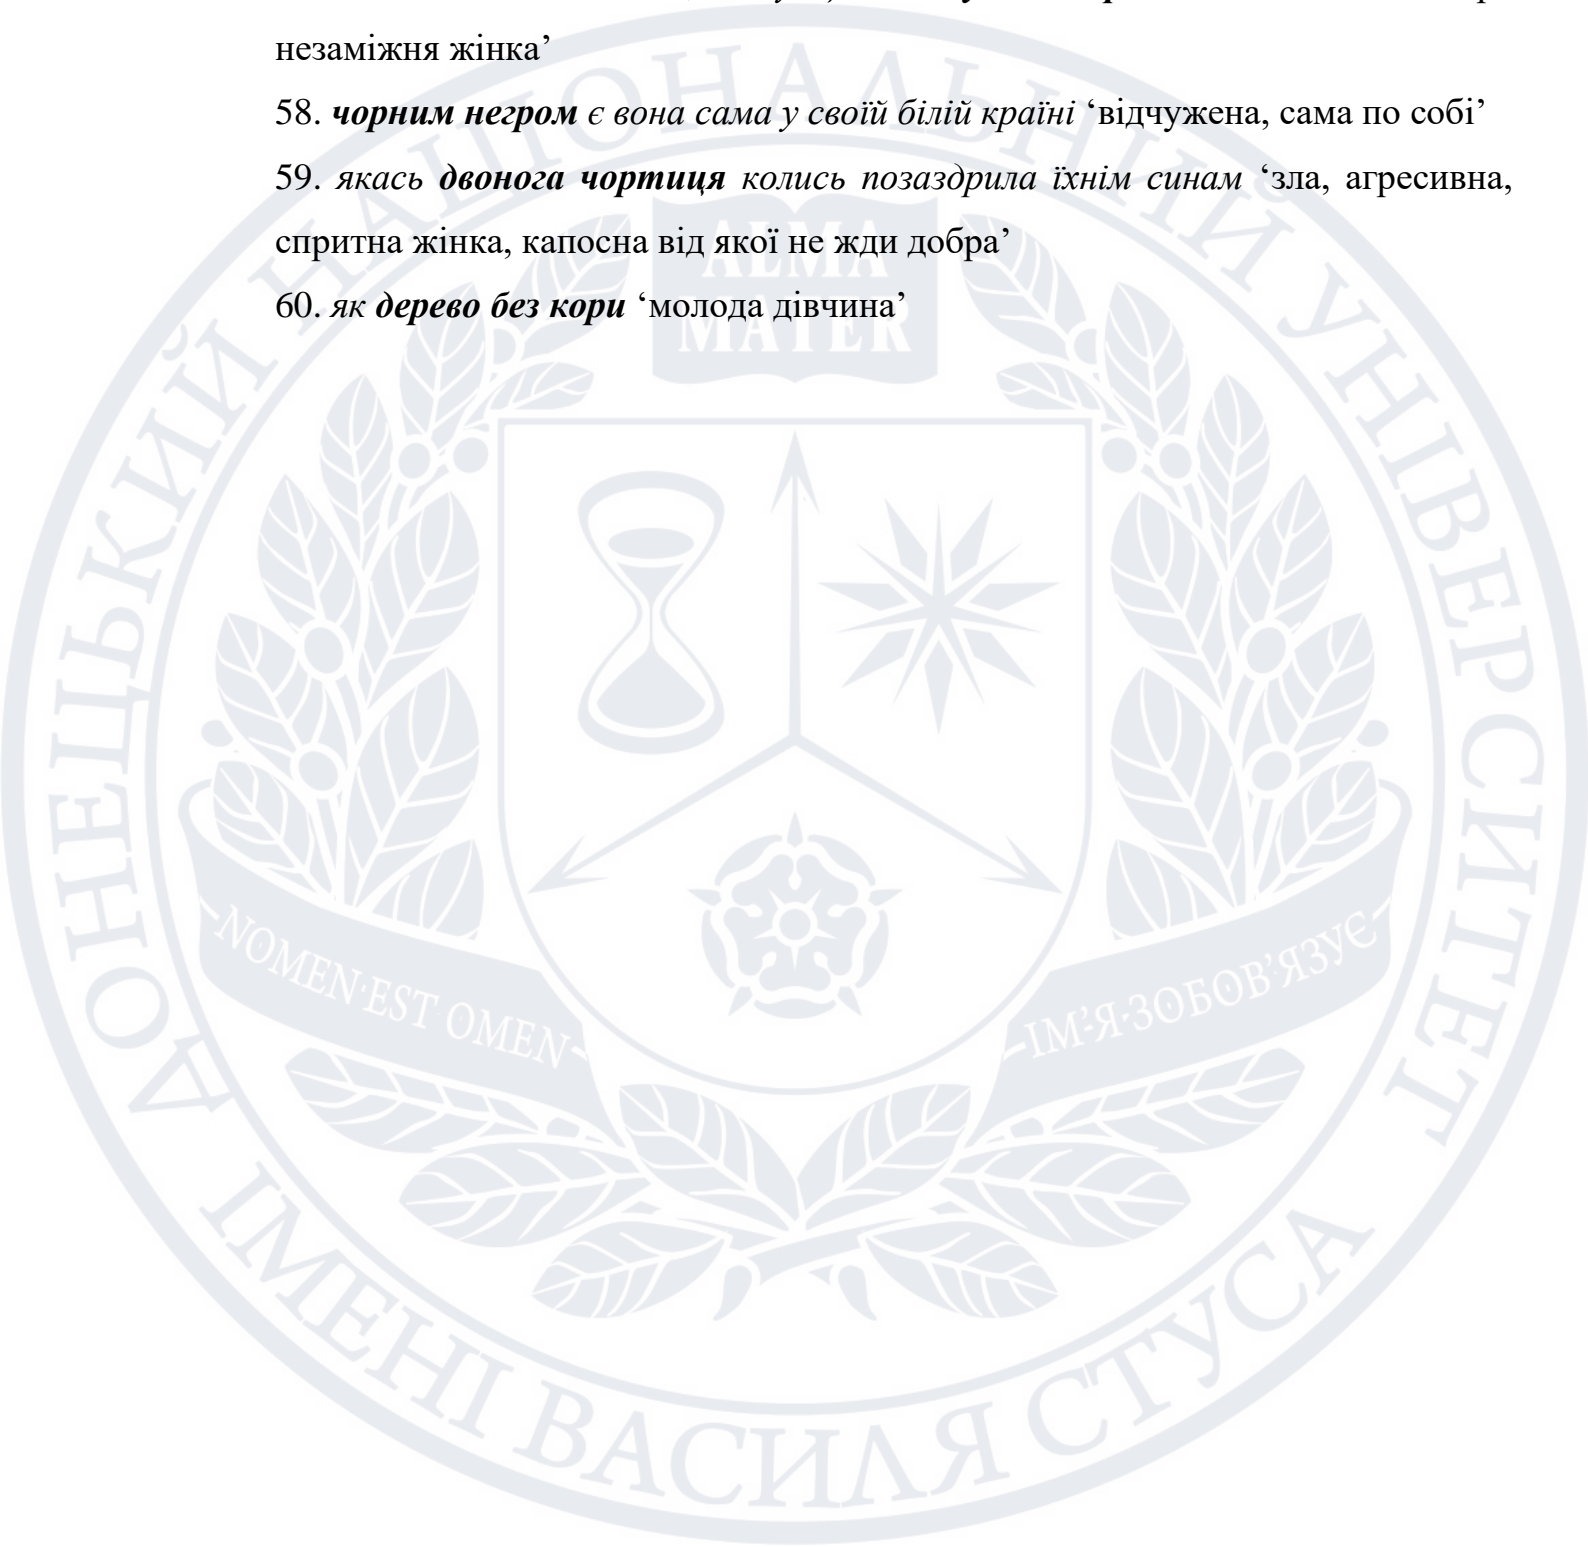 незаміжня жінка’
58. чорним негром є вона сама у своїй білій країні ‘відчужена, сама по собі’
59. якась двонога чортиця колись позаздрила їхнім синам ‘зла, агресивна,
спритна жінка, капосна від якої не жди добра’
60. як дерево без кори ‘молода дівчина’
ДОНЕЦЬКИЙ НАЦІОНАЛЬНИЙ УНІВЕРСИТЕТ
ІМЕНІ ВАСИЛЯ СТУСА
ALMA
MATER
NOMEN·EST·OMEN
ІМ’Я·ЗОБОВ’ЯЗУЄ